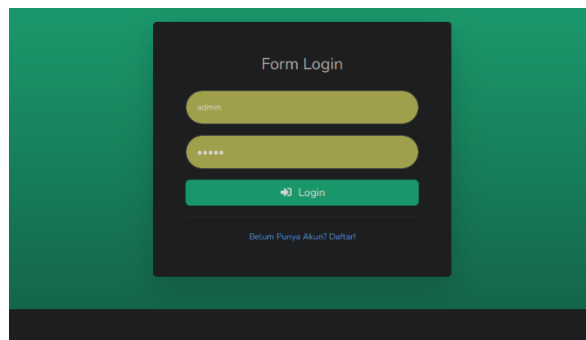 Form Login
admin
•••••
Login
Belum Punya Akun? Daftar!